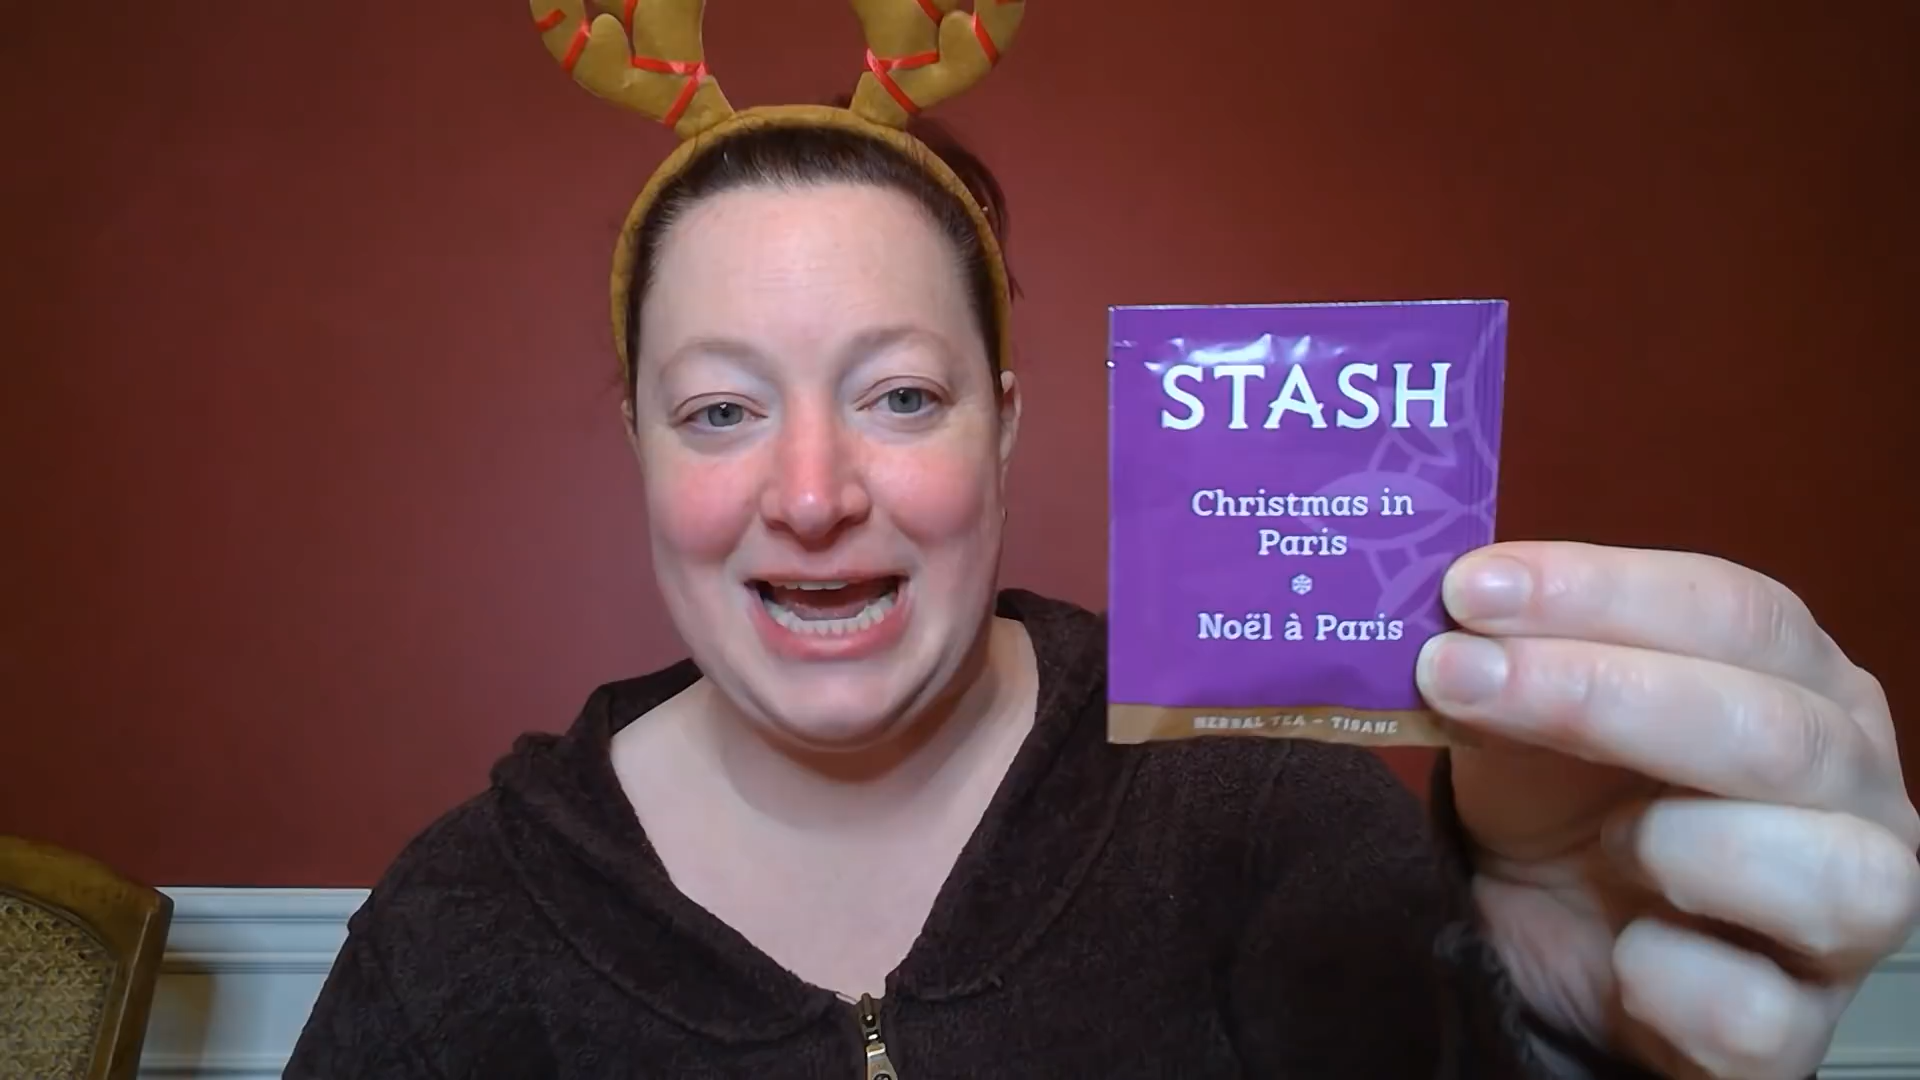 STASH
Christmas in
Paris
Noël à Paris
HERBAL TEA - TISANE